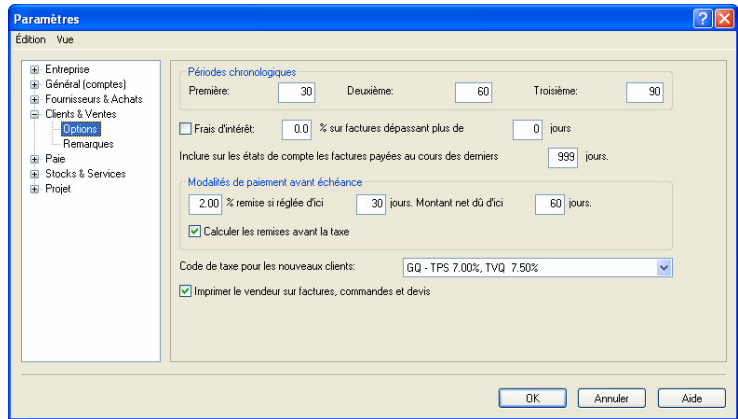 Paramètres
Édition Vue
Entreprise
Général (comptes)
Fournisseurs & Achats
Clients & Ventes
Options
Remarques
Paie
Stocks & Services
Projet
Périodes chronologiques
Première: 30 Deuxième: 60 Troisième: 90
Frais d'intérêt: 0.0 % sur factures dépassant plus de 0 jours
Inclure sur les états de compte les factures payées au cours des derniers 999 jours.
Modalités de paiement avant échéance
2.00 % remise si réglée d'ici 30 jours. Montant net dû d'ici 60 jours.
Calculer les remises avant la taxe
Code de taxe pour les nouveaux clients: GQ - TPS 7.00%, TVQ 7.50%
Imprimer le vendeur sur factures, commandes et devis
OK Annuler Aide